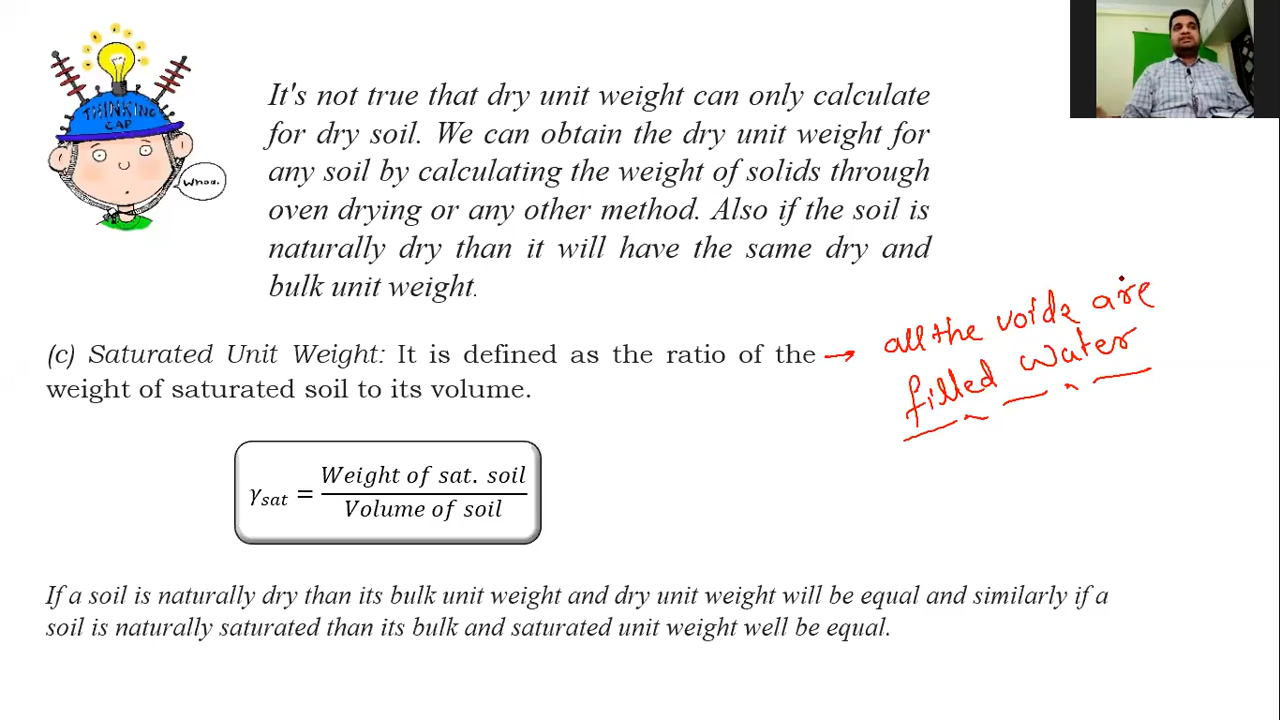 THINKING
CAP
Whoa.
It's not true that dry unit weight can only calculate
for dry soil. We can obtain the dry unit weight for
any soil by calculating the weight of solids through
oven drying or any other method. Also if the soil is
naturally dry than it will have the same dry and
bulk unit weight.
(c) Saturated Unit Weight: It is defined as the ratio of the
weight of saturated soil to its volume.
→ all the voids are
filled water
γsat = Weight of sat. soil / Volume of soil
If a soil is naturally dry than its bulk unit weight and dry unit weight will be equal and similarly if a
soil is naturally saturated than its bulk and saturated unit weight well be equal.